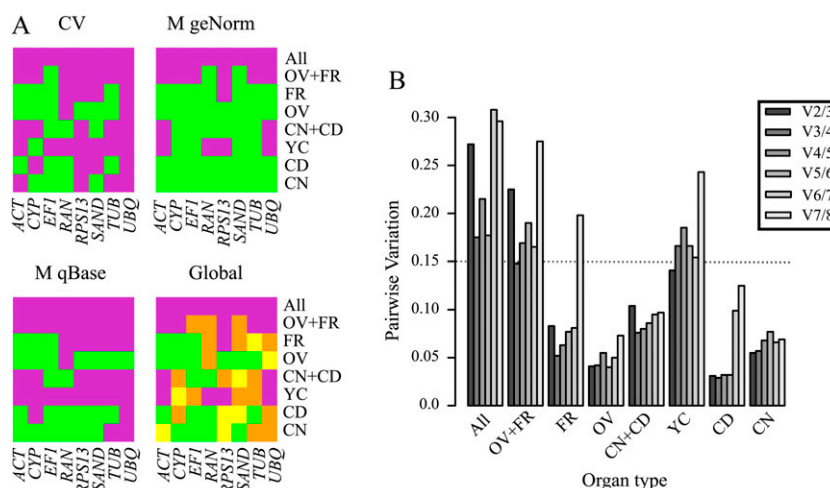 A
CV
M geNorm
All
OV+FR
FR
OV
CN+CD
YC
CD
CN
ACT
CYP
EF1
RAN
RPS13
SAND
TUB
UBQ
ACT
CYP
EF1
RAN
RPS13
SAND
TUB
UBQ
M qBase
Global
All
OV+FR
FR
OV
CN+CD
YC
CD
CN
ACT
CYP
EF1
RAN
RPS13
SAND
TUB
UBQ
ACT
CYP
EF1
RAN
RPS13
SAND
TUB
UBQ
B
Pairwise Variation
0.30
0.25
0.20
0.15
0.10
0.05
0.0
All
OV+FR
FR
OV
CN+CD
YC
CD
CN
Organ type
V2/3
V3/4
V4/5
V5/6
V6/7
V7/8